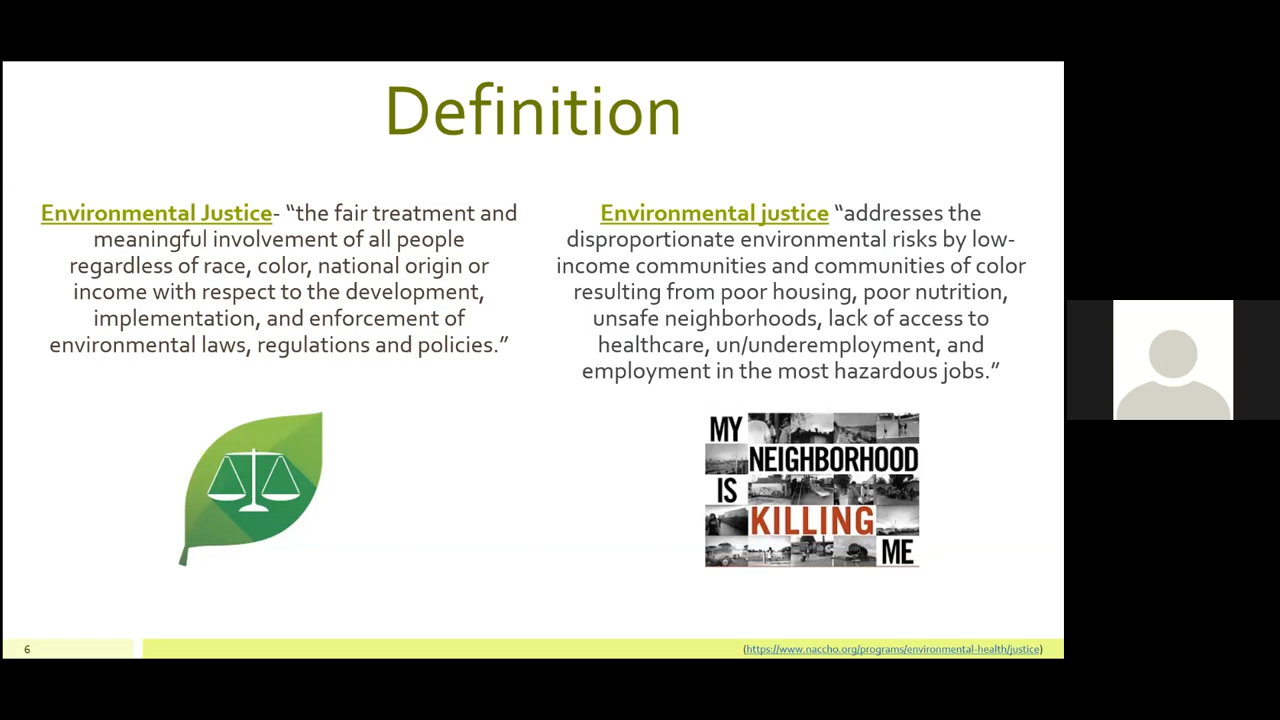 Definition
Environmental Justice- “the fair treatment and
meaningful involvement of all people
regardless of race, color, national origin or
income with respect to the development,
implementation, and enforcement of
environmental laws, regulations and policies.”
Environmental justice “addresses the
disproportionate environmental risks by low-
income communities and communities of color
resulting from poor housing, poor nutrition,
unsafe neighborhoods, lack of access to
healthcare, un/underemployment, and
employment in the most hazardous jobs.”
MY
NEIGHBORHOOD
IS
KILLING
ME
6
(https://www.naccho.org/programs/environmental-health/justice)